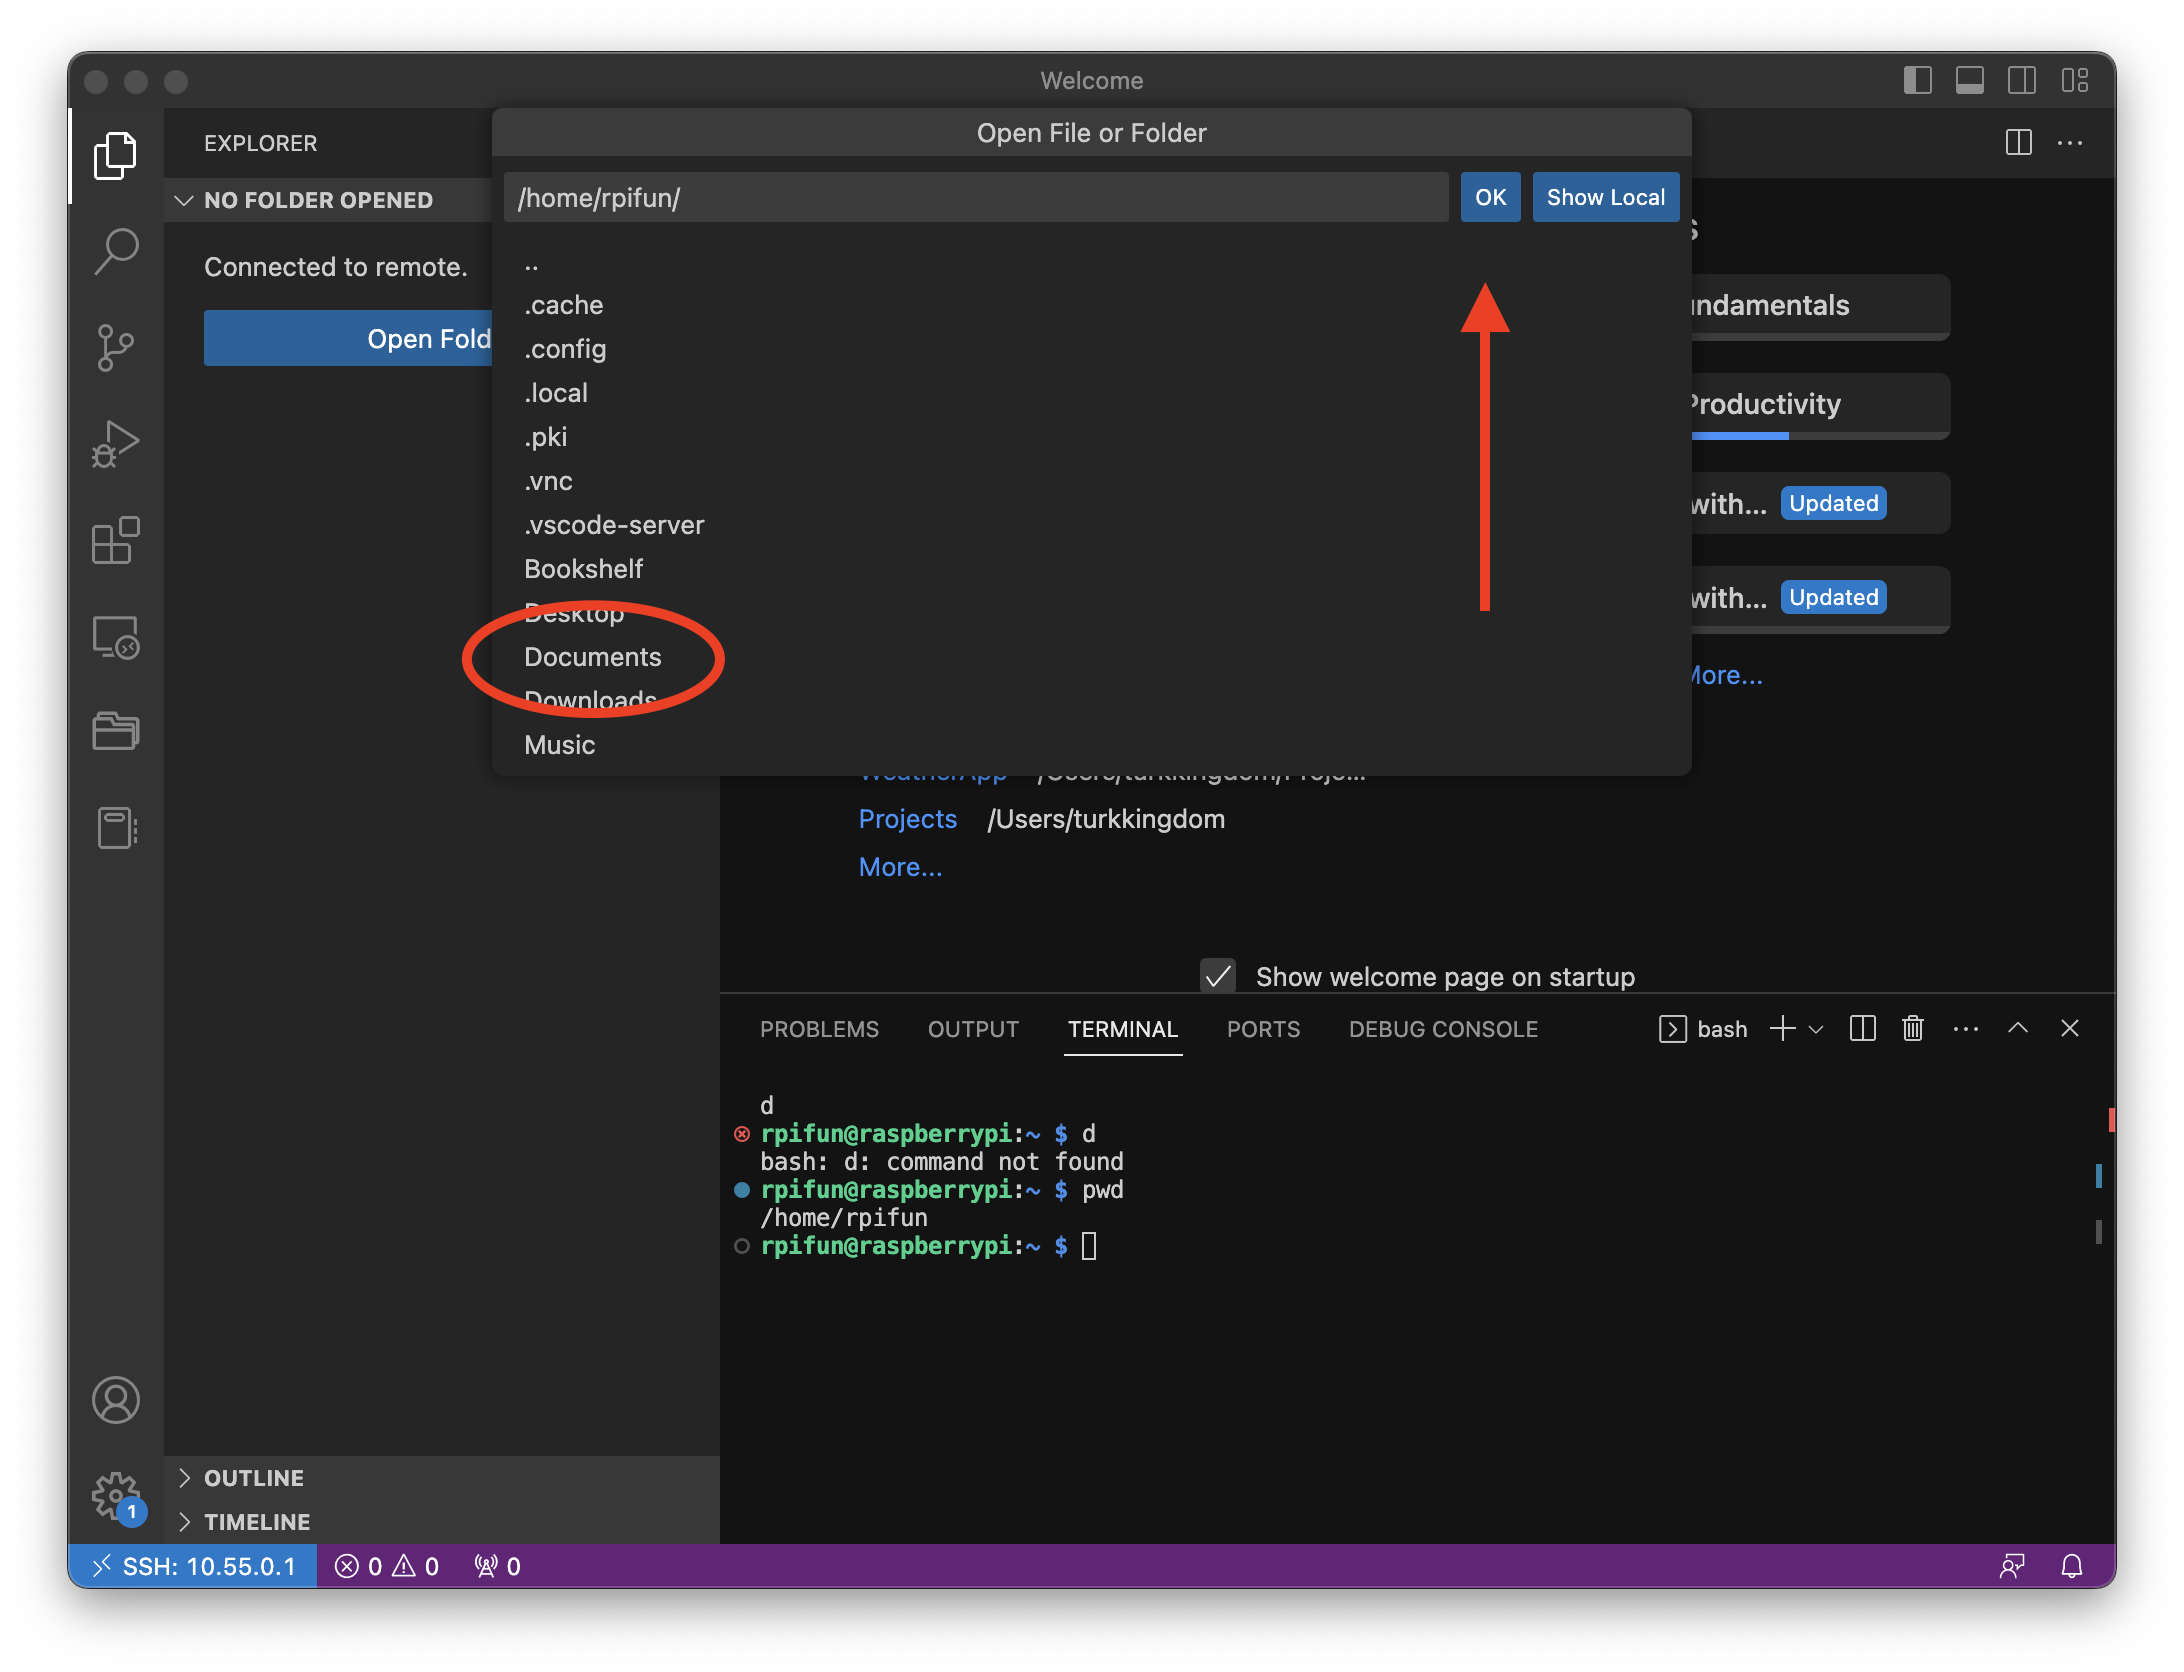 Welcome
EXPLORER
NO FOLDER OPENED
Connected to remote.
Open Fold
Open File or Folder
/home/rpifun/
OK
Show Local
..
.cache
.config
.local
.pki
.vnc
.vscode-server
Bookshelf
Desktop
Documents
Downloads
Music
s
undamentals
Productivity
with... Updated
with... Updated
More...
WeatherApp /Users/turkkingdom/Proje...
Projects /Users/turkkingdom
More...
Show welcome page on startup
PROBLEMS OUTPUT TERMINAL PORTS DEBUG CONSOLE
bash
d
rpifun@raspberrypi:~ $ d
bash: d: command not found
rpifun@raspberrypi:~ $ pwd
/home/rpifun
rpifun@raspberrypi:~ $
OUTLINE
1
TIMELINE
SSH: 10.55.0.1 0 0 0